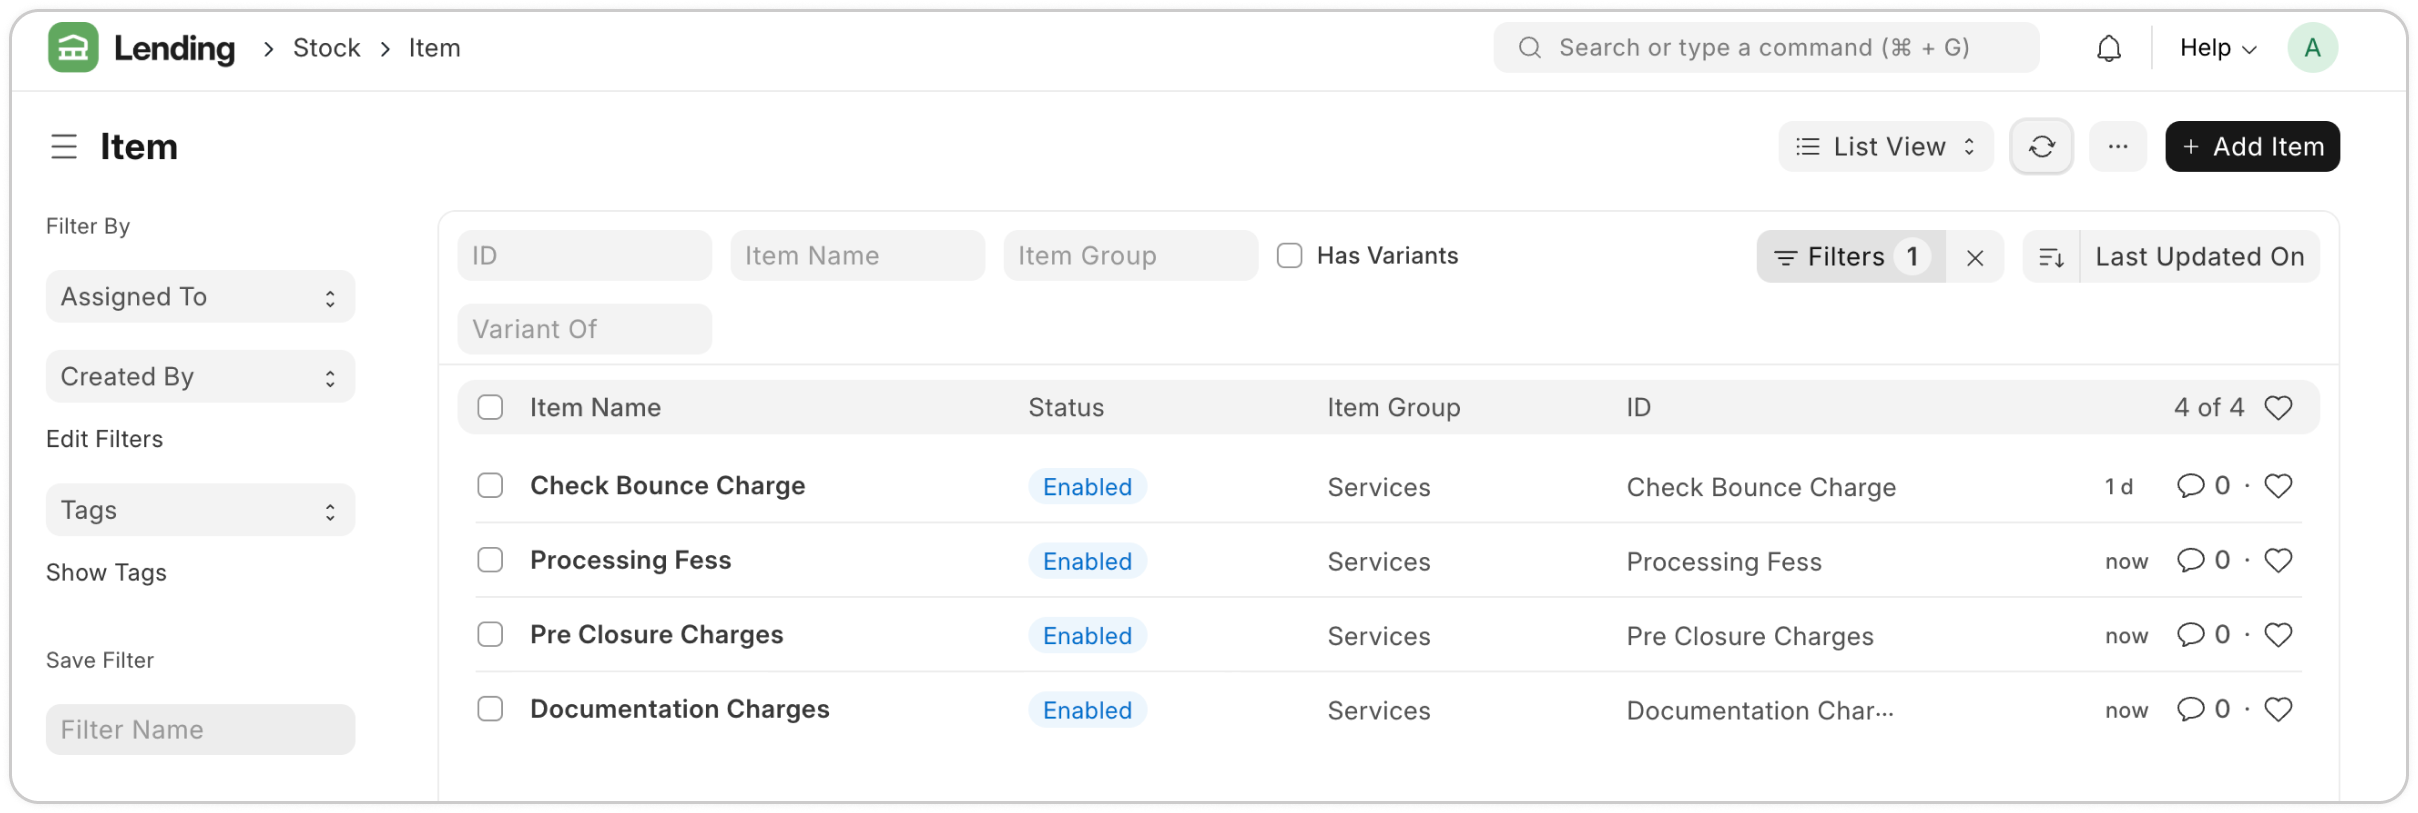 Lending > Stock > Item Search or type a command (⌘ + G) Help A
Item List View ··· + Add Item
Filter By
ID Item Name Item Group Has Variants Filters 1 × Last Updated On
Assigned To
Variant Of
Created By
Item Name Status Item Group ID 4 of 4
Edit Filters
Check Bounce Charge Enabled Services Check Bounce Charge 1 d 0 ·
Tags
Processing Fess Enabled Services Processing Fess now 0 ·
Show Tags
Pre Closure Charges Enabled Services Pre Closure Charges now 0 ·
Save Filter
Documentation Charges Enabled Services Documentation Char··· now 0 ·
Filter Name